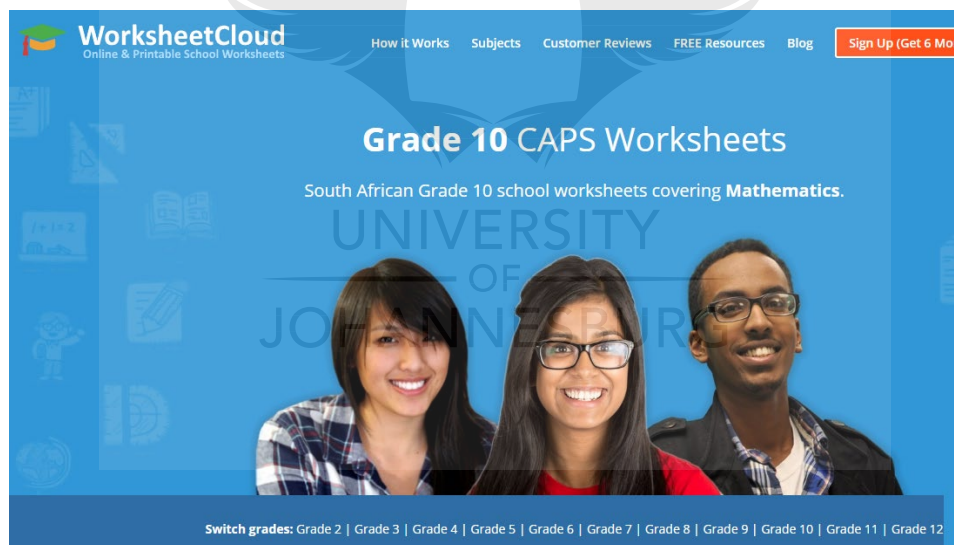 WorksheetCloud
Online & Printable School Worksheets
How it Works Subjects Customer Reviews FREE Resources Blog Sign Up (Get 6 Mo
Grade 10 CAPS Worksheets
South African Grade 10 school worksheets covering Mathematics.
UNIVERSITY
OF
JOHANNESBURG
Switch grades: Grade 2 | Grade 3 | Grade 4 | Grade 5 | Grade 6 | Grade 7 | Grade 8 | Grade 9 | Grade 10 | Grade 11 | Grade 12